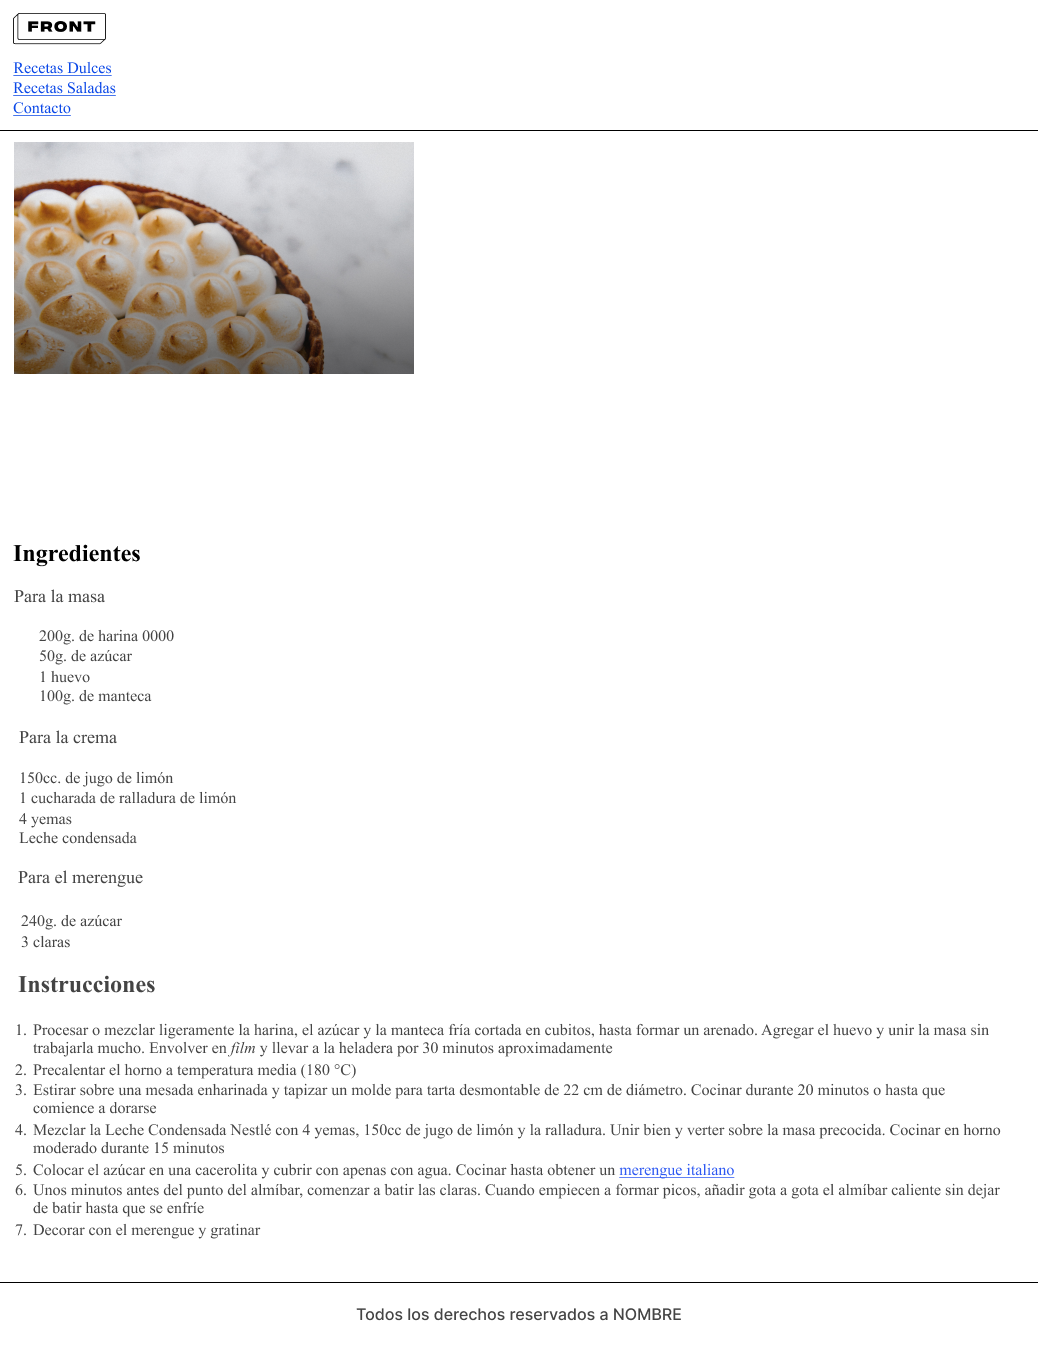 FRONT
Recetas Dulces
Recetas Saladas
Contacto
Ingredientes
Para la masa
200g. de harina 0000
50g. de azúcar
1 huevo
100g. de manteca
Para la crema
150cc. de jugo de limón
1 cucharada de ralladura de limón
4 yemas
Leche condensada
Para el merengue
240g. de azúcar
3 claras
Instrucciones
1. Procesar o mezclar ligeramente la harina, el azúcar y la manteca fría cortada en cubitos, hasta formar un arenado. Agregar el huevo y unir la masa sin
trabajarla mucho. Envolver en film y llevar a la heladera por 30 minutos aproximadamente
2. Precalentar el horno a temperatura media (180 °C)
3. Estirar sobre una mesada enharinada y tapizar un molde para tarta desmontable de 22 cm de diámetro. Cocinar durante 20 minutos o hasta que
comience a dorarse
4. Mezclar la Leche Condensada Nestlé con 4 yemas, 150cc de jugo de limón y la ralladura. Unir bien y verter sobre la masa precocida. Cocinar en horno
moderado durante 15 minutos
5. Colocar el azúcar en una cacerolita y cubrir con apenas con agua. Cocinar hasta obtener un merengue italiano
6. Unos minutos antes del punto del almíbar, comenzar a batir las claras. Cuando empiecen a formar picos, añadir gota a gota el almíbar caliente sin dejar
de batir hasta que se enfríe
7. Decorar con el merengue y gratinar
Todos los derechos reservados a NOMBRE